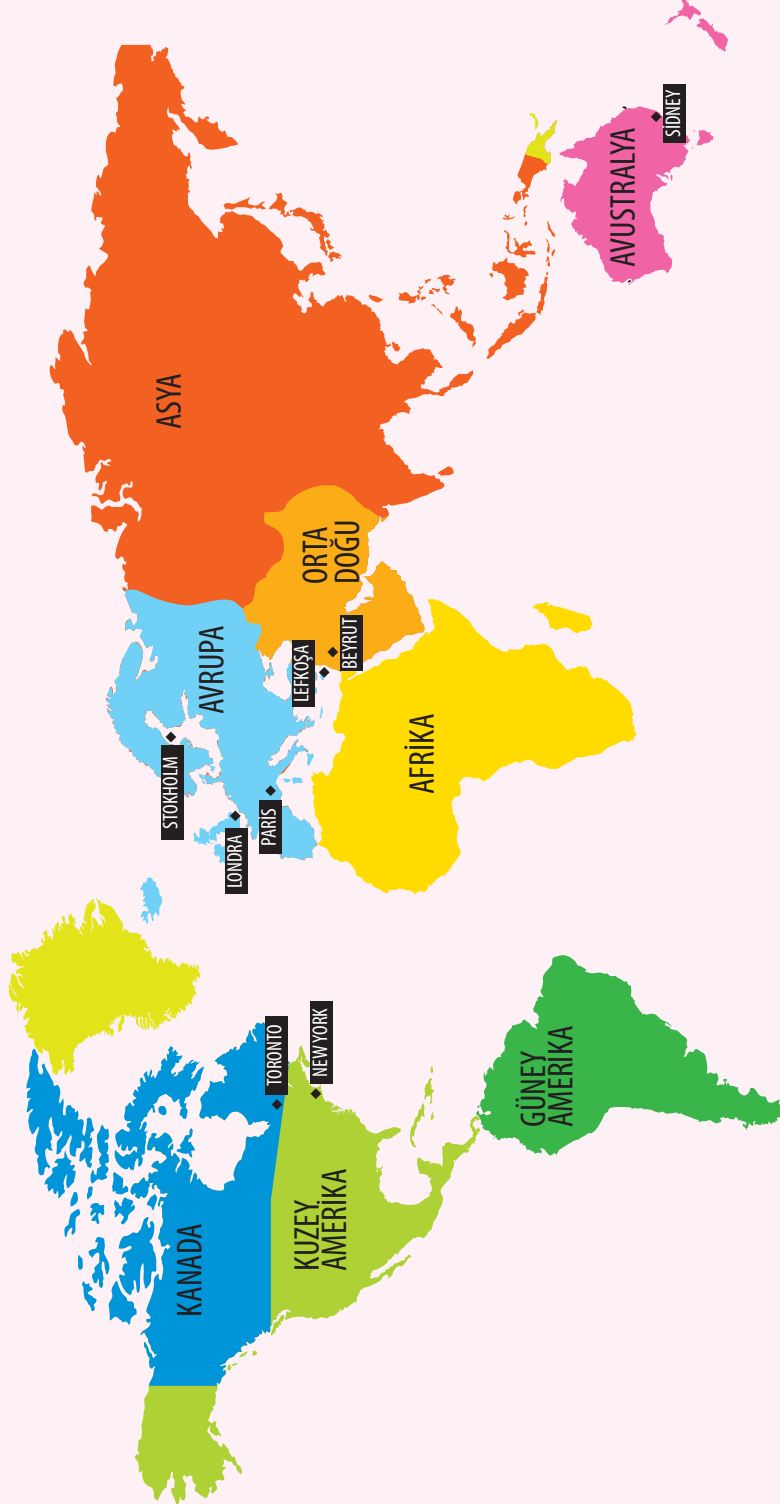 KANADA
KUZEY
AMERİKA
TORONTO
NEW YORK
GÜNEY
AMERİKA
STOKHOLM
LONDRA
PARİS
AVRUPA
LEFKOŞA
BEYRUT
ORTA
DOĞU
AFRİKA
ASYA
AVUSTRALYA
SİDNEY